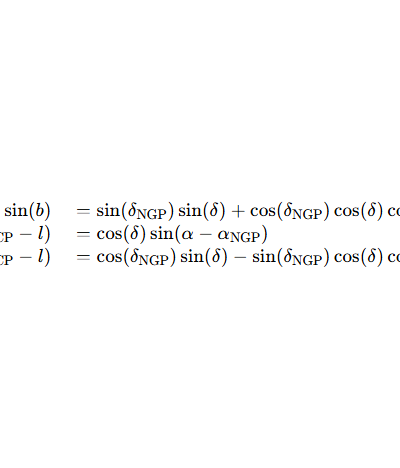 sin(b) = sin(δ_NGP) sin(δ) + cos(δ_NGP) cos(δ)
− l) = cos(δ) sin(α − α_NGP)
− l) = cos(δ_NGP) sin(δ) − sin(δ_NGP) cos(δ)